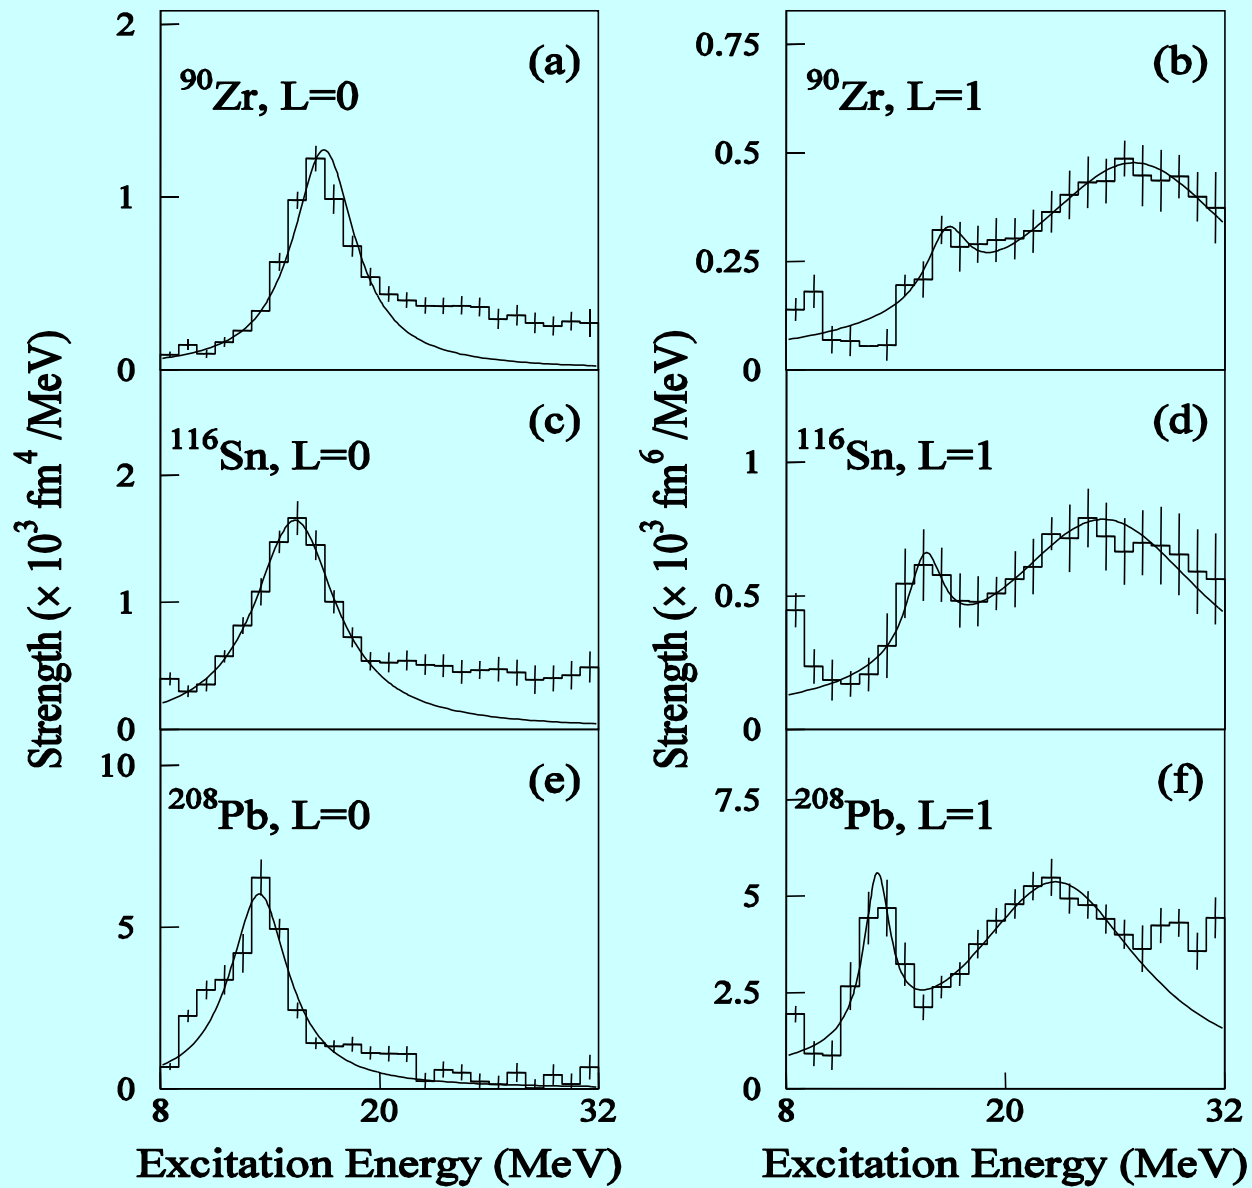 2
1
0
(a)
⁹⁰Zr, L=0
0.75
0.5
0.25
0
(b)
⁹⁰Zr, L=1
2
1
0
(c)
¹¹⁶Sn, L=0
1
0.5
0
(d)
¹¹⁶Sn, L=1
10
5
0
(e)
²⁰⁸Pb, L=0
7.5
5
2.5
0
(f)
²⁰⁸Pb, L=1
Strength (× 10³ fm⁴ /MeV)
Strength (× 10³ fm⁶ /MeV)
8 20 32
8 20 32
Excitation Energy (MeV)
Excitation Energy (MeV)